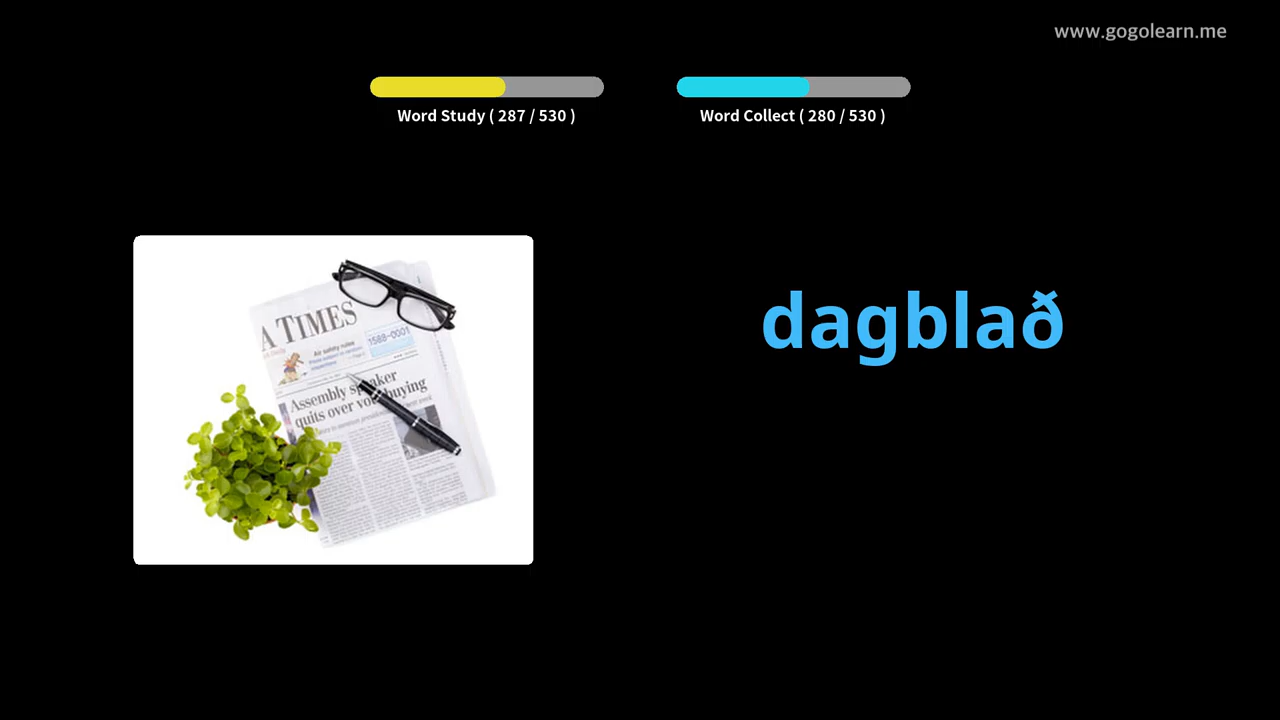 www.gogolearn.me
Word Study ( 287 / 530 )
Word Collect ( 280 / 530 )
dagblað
A TIMES
Air safety rules
1588-0001
Assembly speaker
quits over vote buying